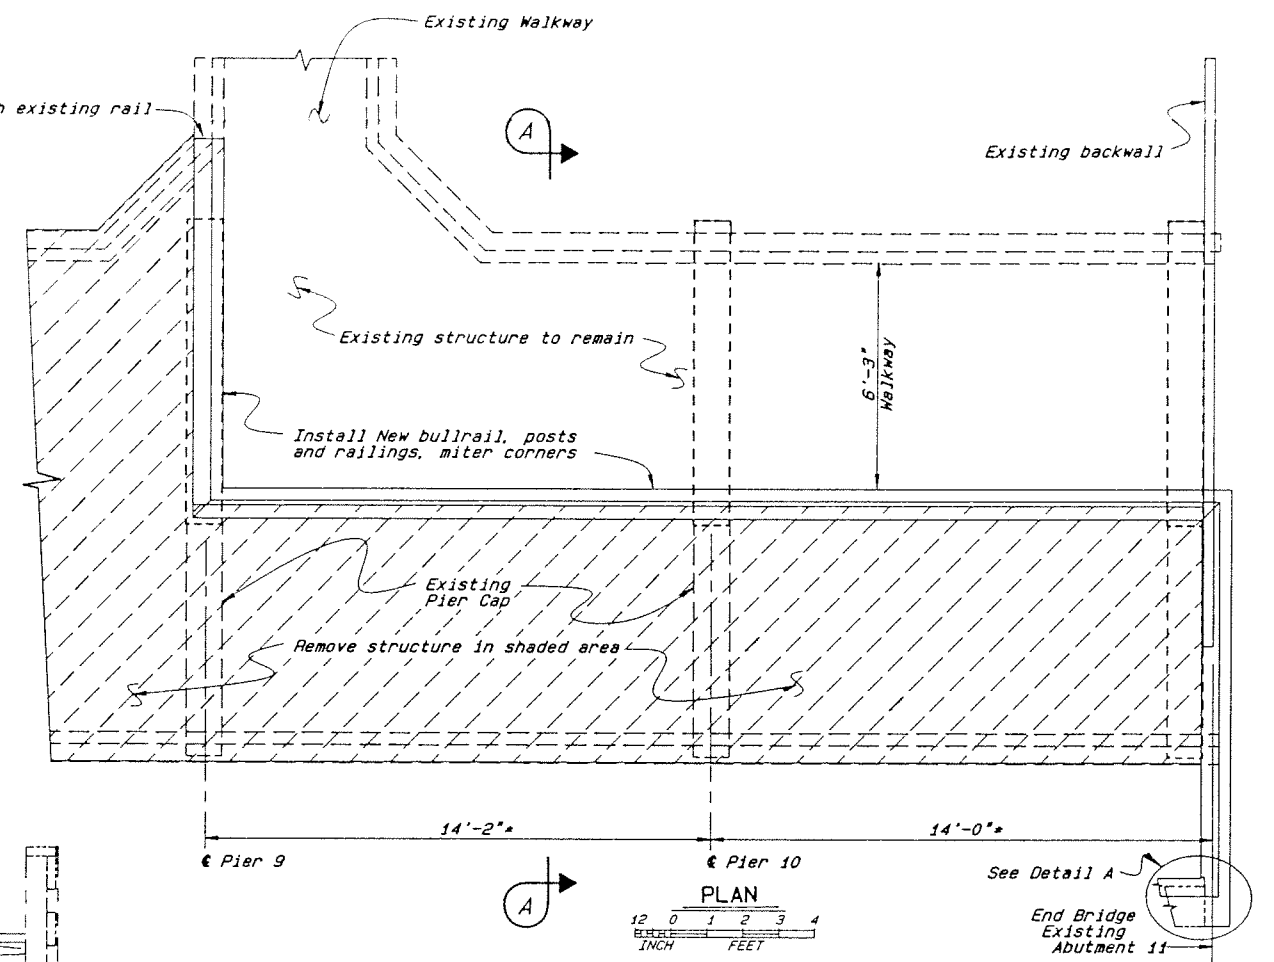 Existing Walkway
existing rail
A
Existing backwall
Existing structure to remain
6'-3"
Walkway
Install New bullrail, posts
and railings, miter corners
Existing
Pier Cap
Remove structure in shaded area
14'-2"*
14'-0"*
℄ Pier 9
℄ Pier 10
See Detail A
A
PLAN
12 0 1 2 3 4
INCH FEET
End Bridge
Existing
Abutment 11